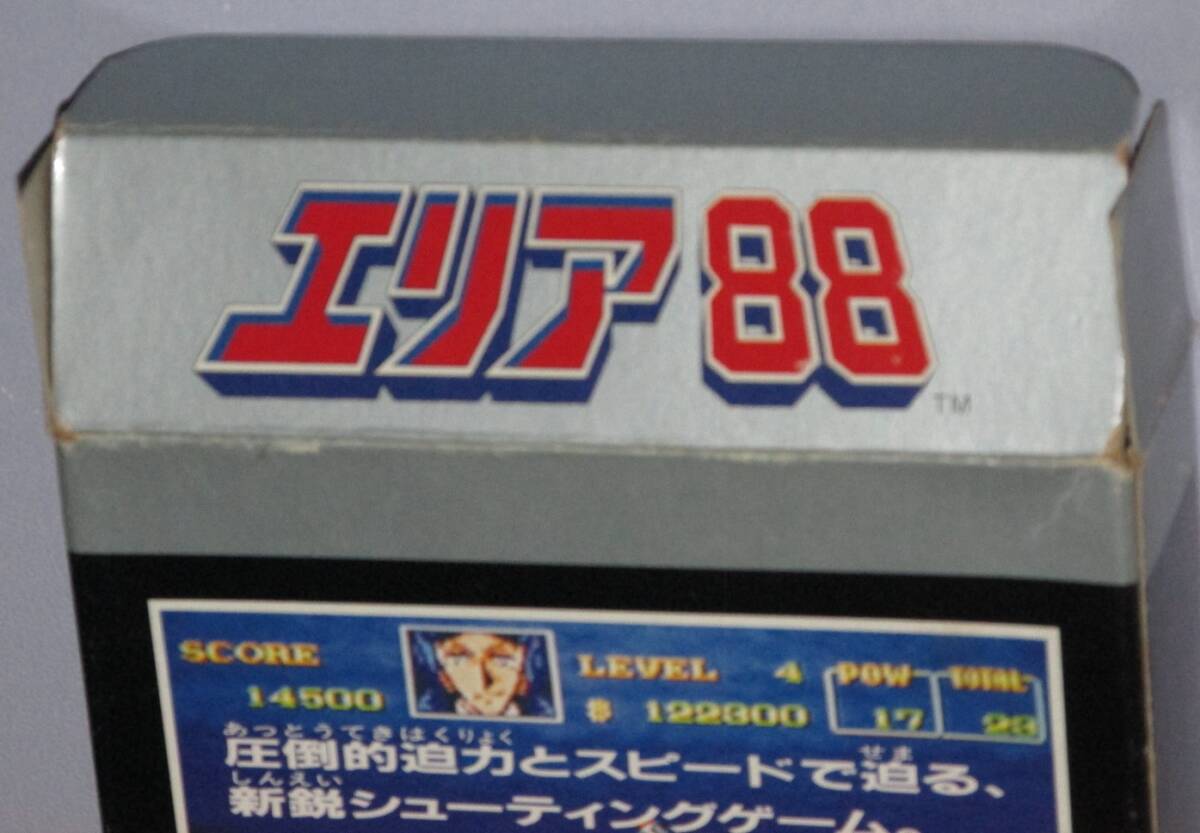 エリア88
TM
SCORE
14500
LEVEL 4
$ 122300
POW TOTAL
17 23
あっとうてきはくりょく せま
圧倒的迫力とスピードで迫る、
しんえい
新鋭シューティングゲーム。